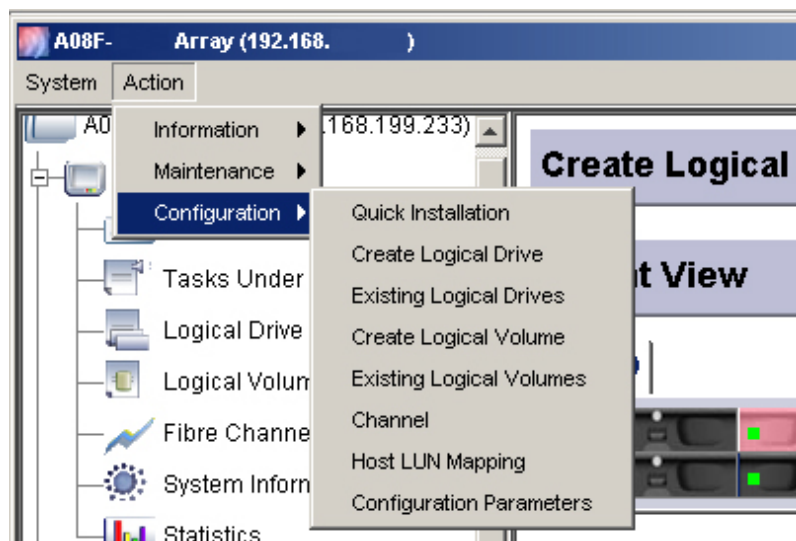 A08F- Array (192.168. )
System Action
A0
.168.199.233)
Information
Maintenance
Configuration
Quick Installation
Create Logical Drive
Existing Logical Drives
Create Logical Volume
Existing Logical Volumes
Channel
Host LUN Mapping
Configuration Parameters
Tasks Under
Logical Drive
Logical Volum
Fibre Channe
System Inforn
Statistics
Create Logical
t View